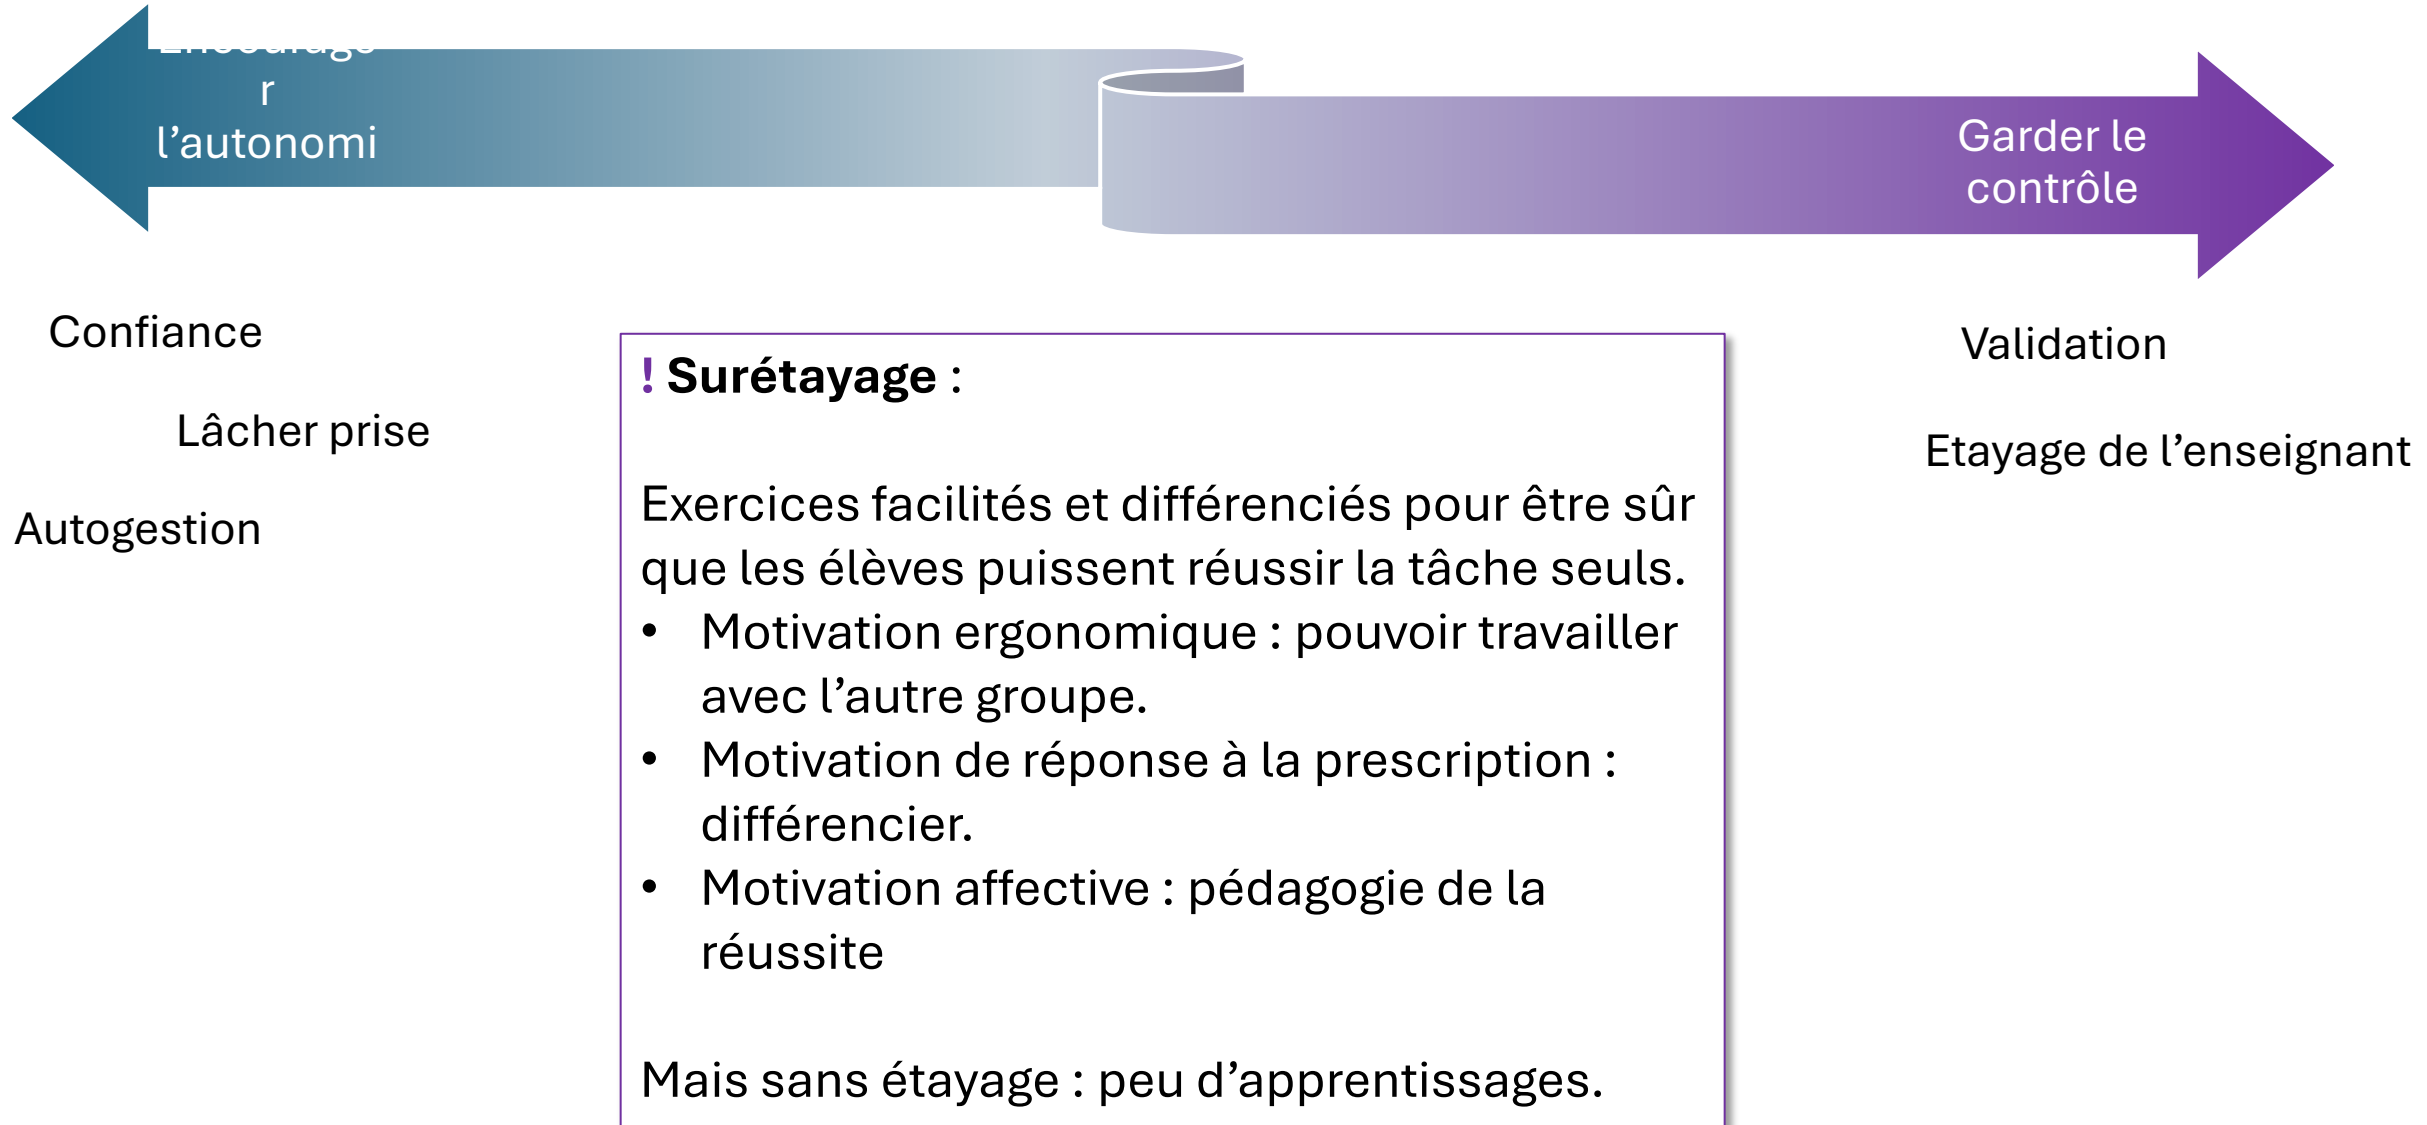 Encourage
r
l’autonomi
Garder le
contrôle
Confiance
Lâcher prise
Autogestion
! Surétayage :
Exercices facilités et différenciés pour être sûr
que les élèves puissent réussir la tâche seuls.
• Motivation ergonomique : pouvoir travailler
avec l’autre groupe.
• Motivation de réponse à la prescription :
différencier.
• Motivation affective : pédagogie de la
réussite
Mais sans étayage : peu d’apprentissages.
Validation
Etayage de l’enseignant